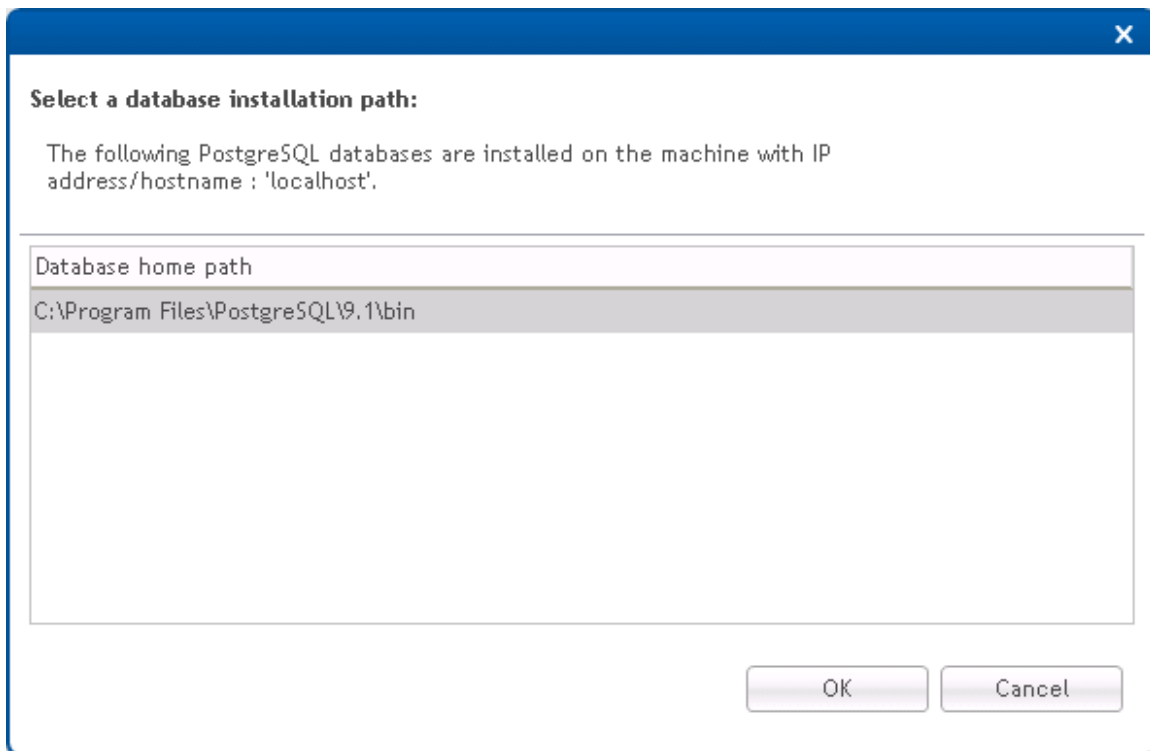 X
Select a database installation path:
The following PostgreSQL databases are installed on the machine with IP
address/hostname : 'localhost'.
Database home path
C:\Program Files\PostgreSQL\9.1\bin
OK Cancel